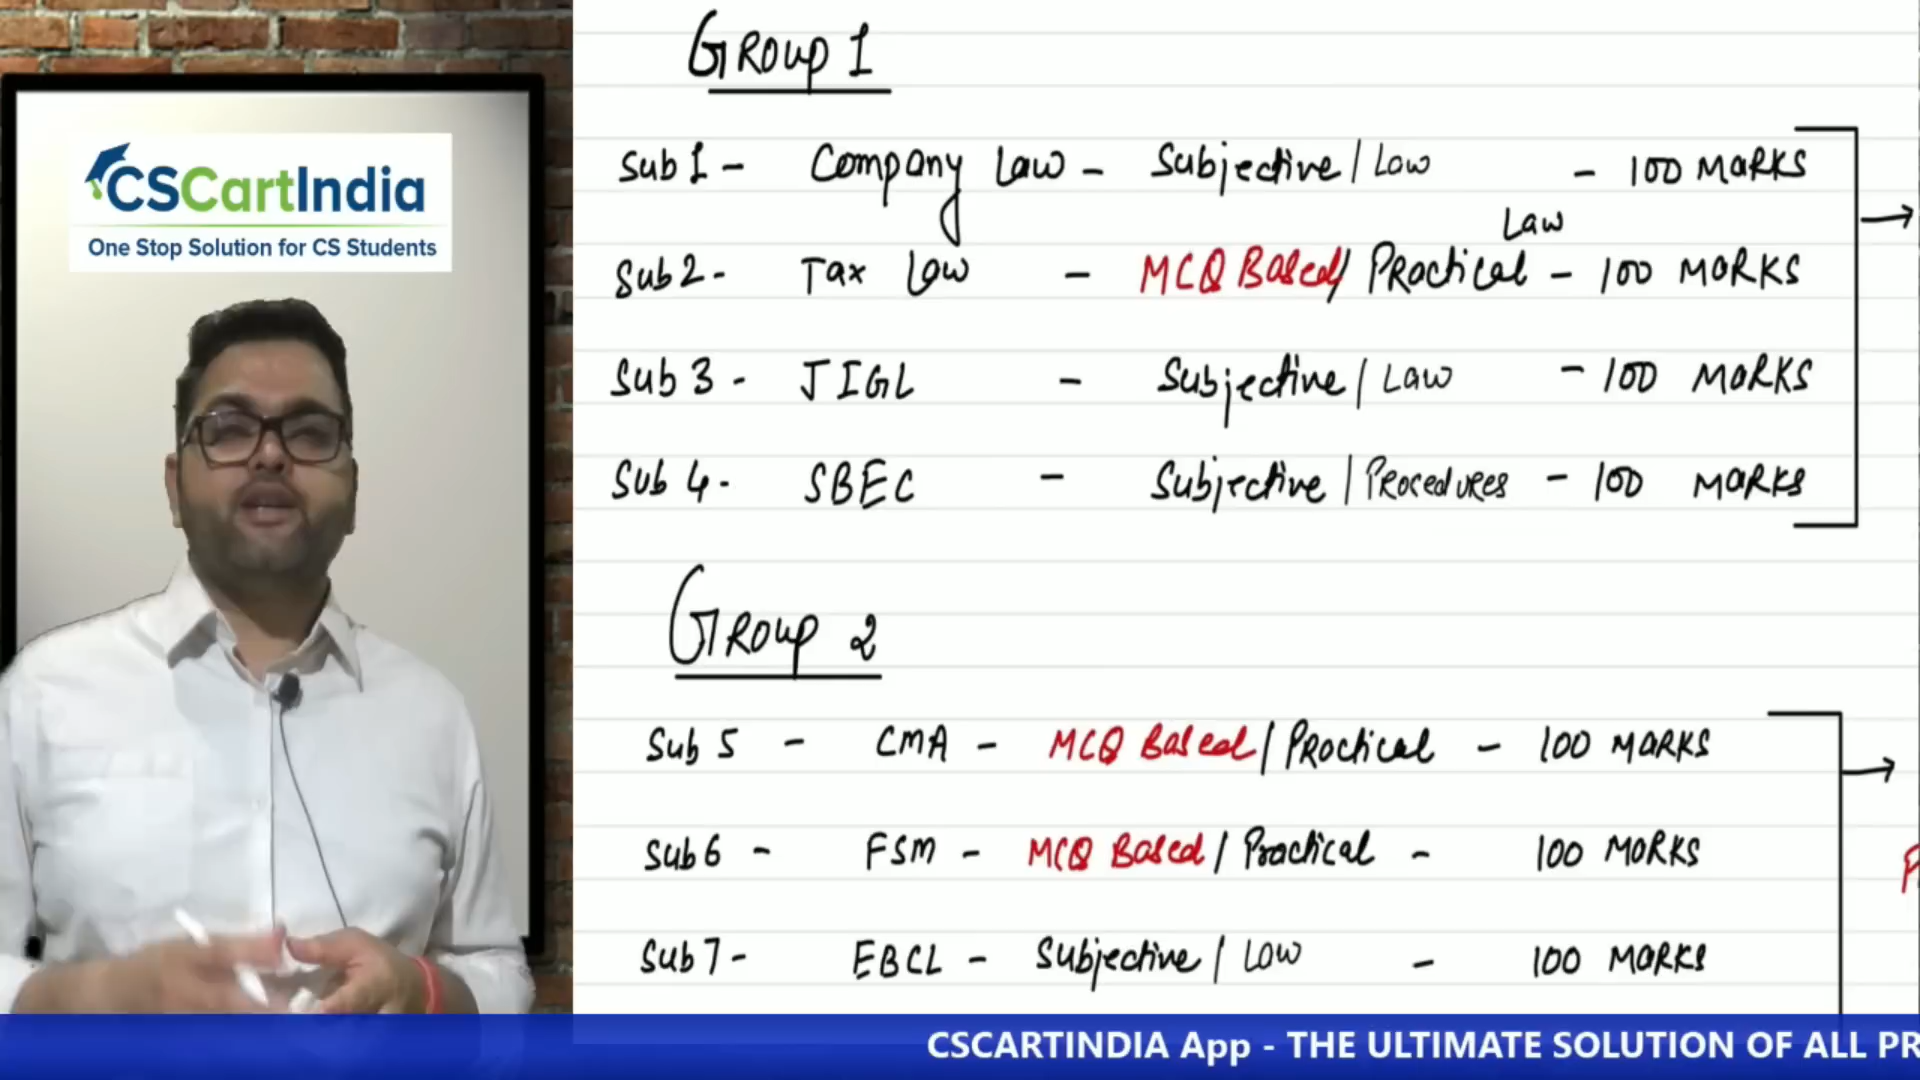 CSCartIndia
One Stop Solution for CS Students
Group 1
Sub 1 - Company Law - Subjective / Law - 100 MARKS
Law
Sub 2 - Tax Law - MCQ Based / Practical - 100 MARKS
Sub 3 - JIGL - Subjective / Law - 100 MARKS
Sub 4 - SBEC - Subjective / Procedures - 100 MARKS
Group 2
Sub 5 - CMA - MCQ Based / Practical - 100 MARKS
Sub 6 - FSM - MCQ Based / Practical - 100 MARKS
Sub 7 - EBCL - Subjective / Law - 100 MARKS
CSCARTINDIA App - THE ULTIMATE SOLUTION OF ALL PR